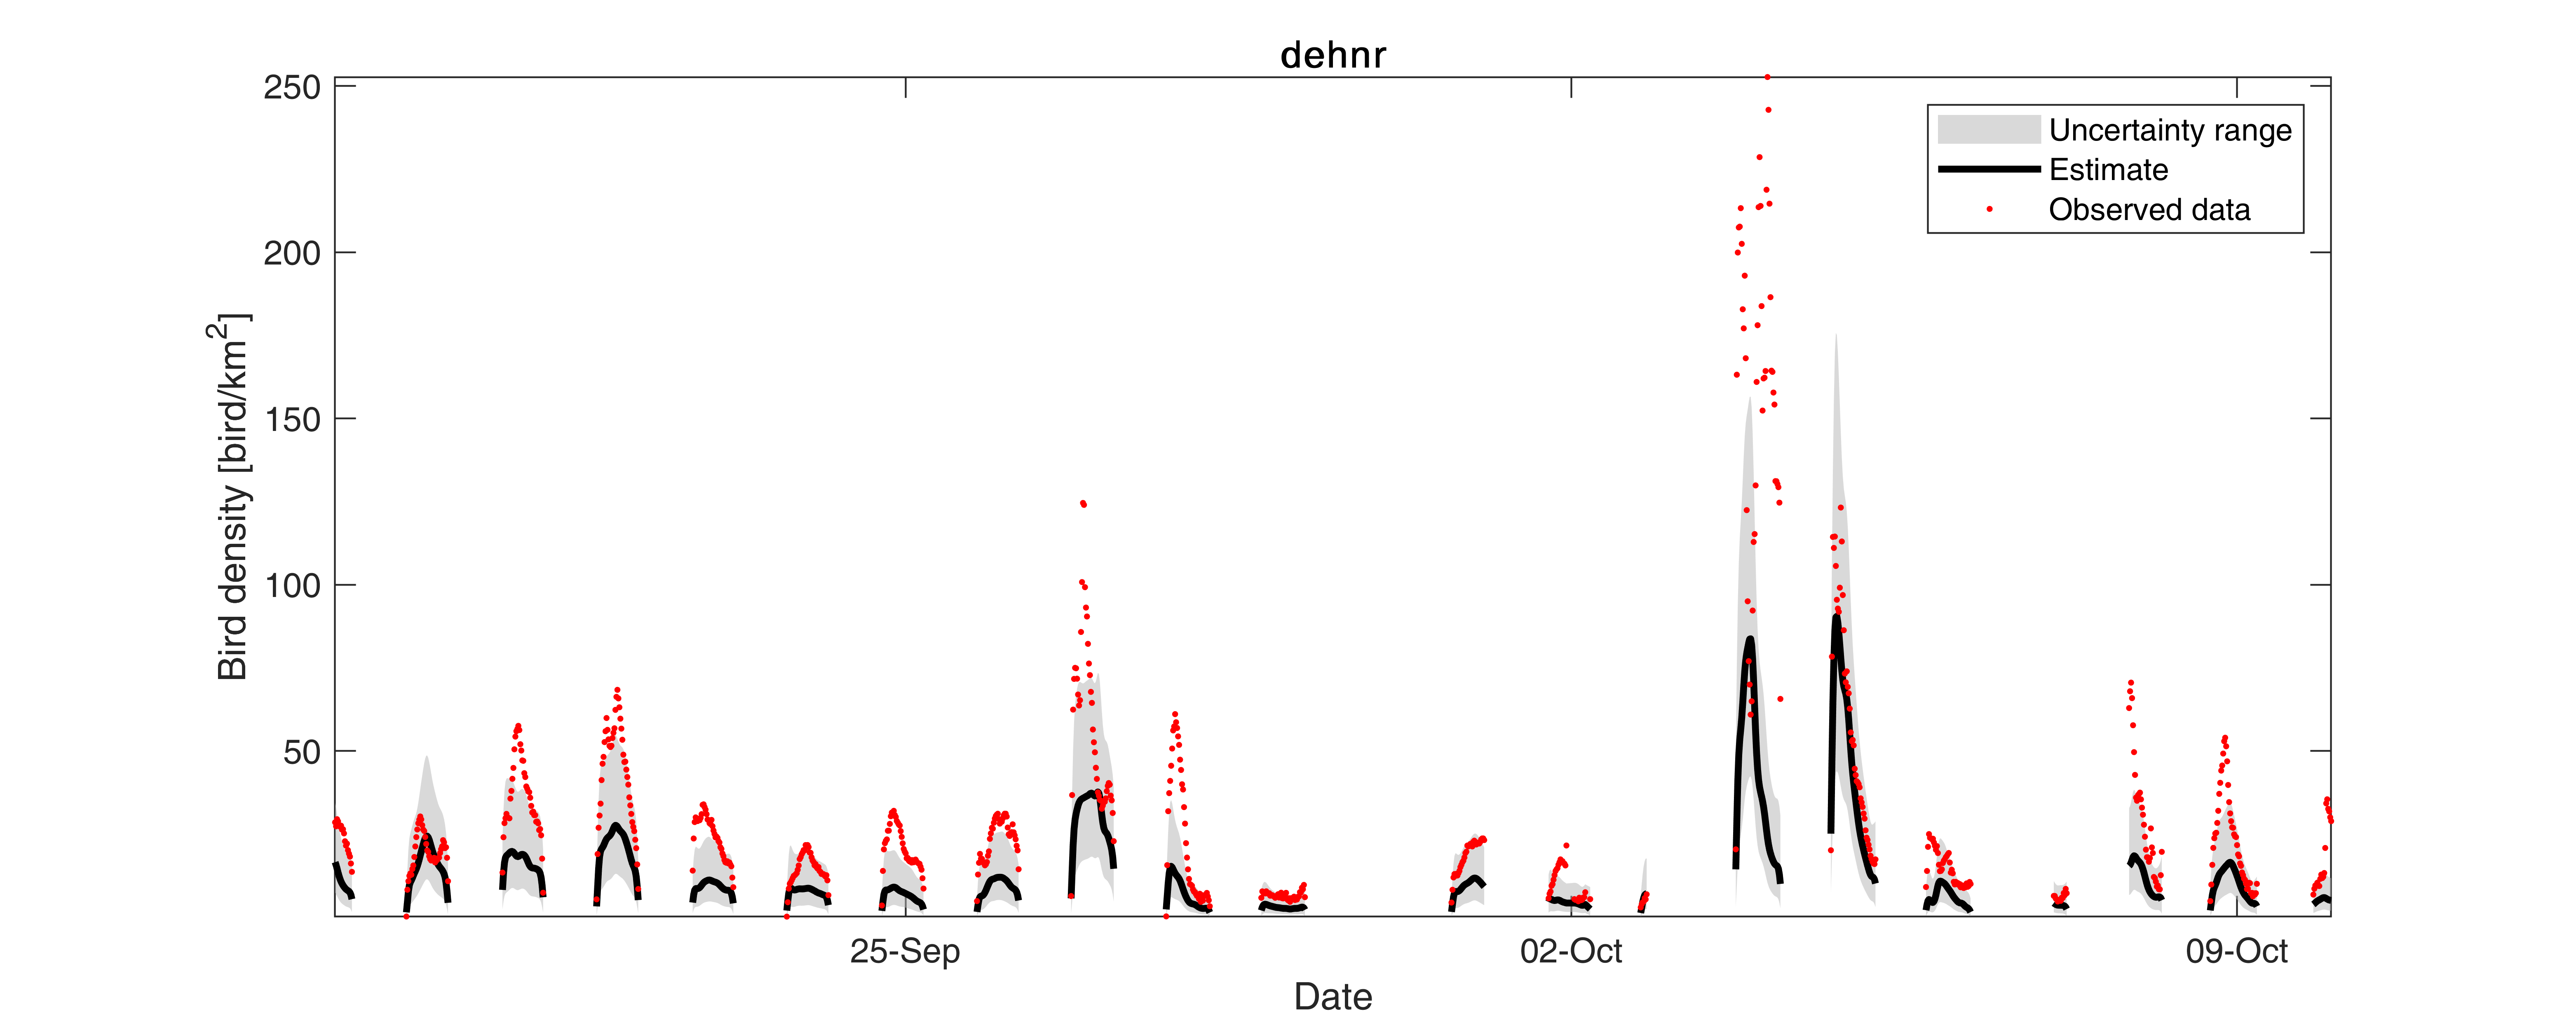 dehnr
250
200
150
100
50
Bird density [bird/km²]
Uncertainty range
Estimate
Observed data
25-Sep
02-Oct
09-Oct
Date